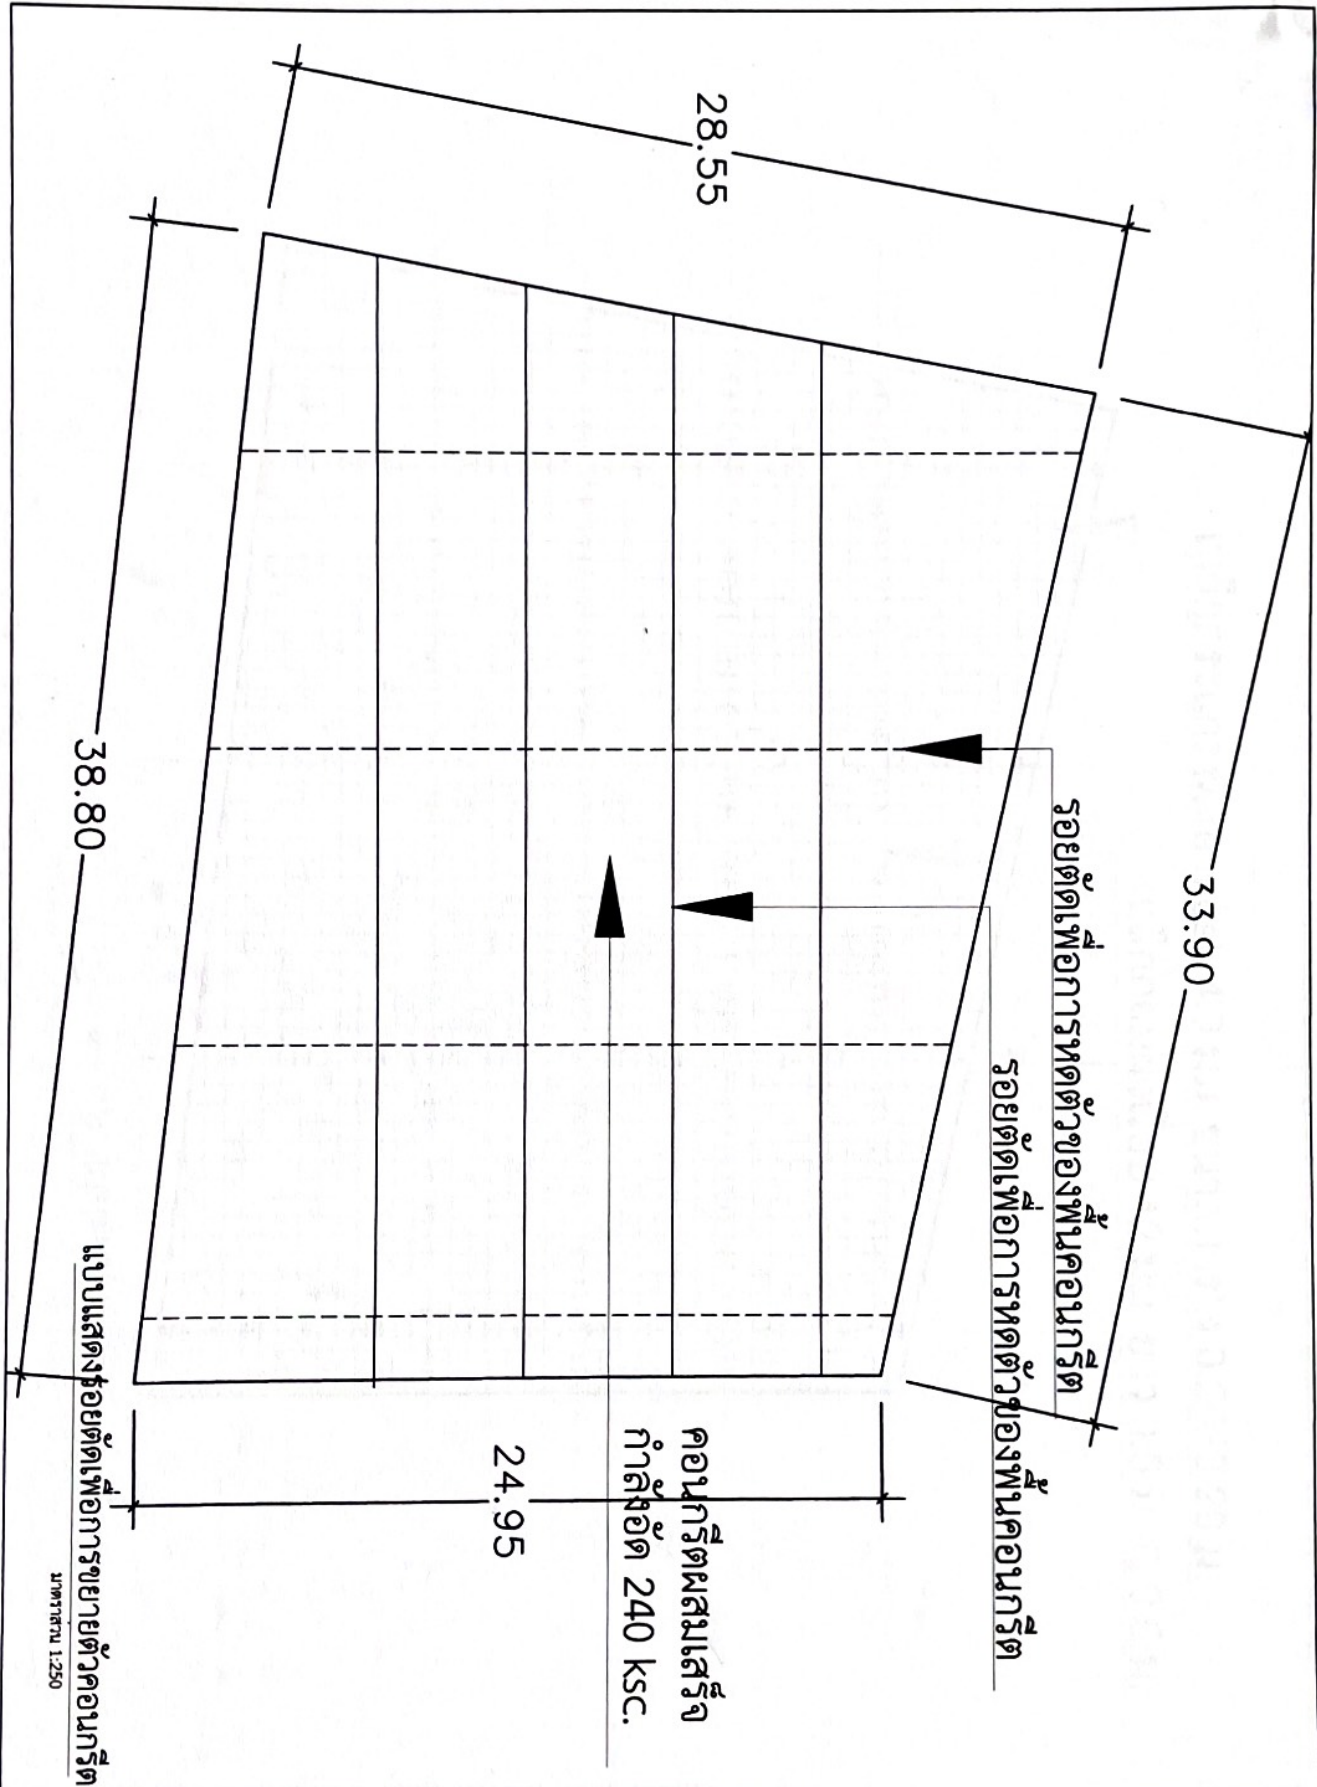 28.55
33.90
38.80
24.95
รอยตัดเพื่อการหดตัวของพื้นคอนกรีต
รอยตัดเพื่อการหดตัวของพื้นคอนกรีต
คอนกรีตผสมเสร็จ
กำลังอัด 240 ksc.
แบบแสดงรอยตัดเพื่อการขยายตัวคอนกรีต
มาตราส่วน 1:250